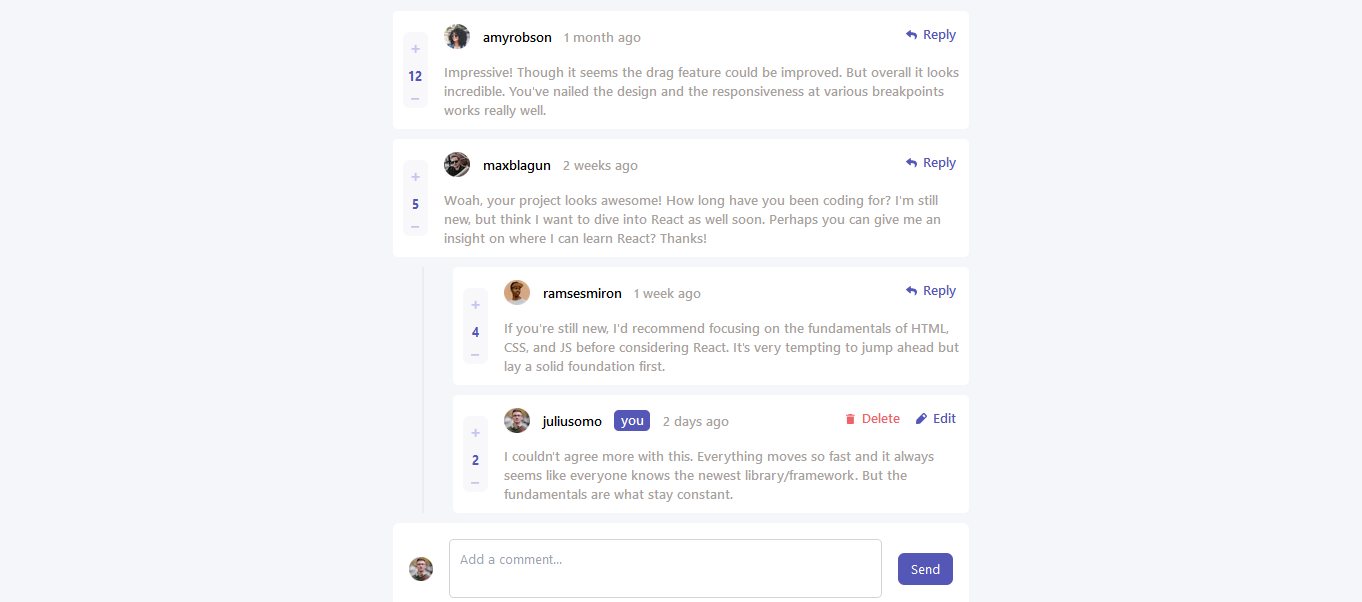 amyrobson 1 month ago Reply
+
12
−
Impressive! Though it seems the drag feature could be improved. But overall it looks
incredible. You've nailed the design and the responsiveness at various breakpoints
works really well.
maxblagun 2 weeks ago Reply
+
5
−
Woah, your project looks awesome! How long have you been coding for? I'm still
new, but think I want to dive into React as well soon. Perhaps you can give me an
insight on where I can learn React? Thanks!
ramsesmiron 1 week ago Reply
+
4
−
If you're still new, I'd recommend focusing on the fundamentals of HTML,
CSS, and JS before considering React. It's very tempting to jump ahead but
lay a solid foundation first.
juliusomo you 2 days ago Delete Edit
+
2
−
I couldn't agree more with this. Everything moves so fast and it always
seems like everyone knows the newest library/framework. But the
fundamentals are what stay constant.
Add a comment...
Send